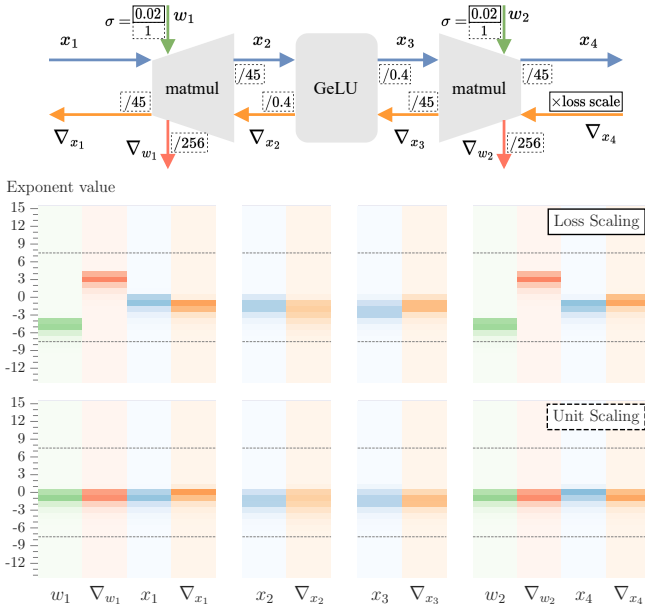 σ = 0.02 / 1 w₁
σ = 0.02 / 1 w₂
x₁ x₂ x₃ x₄
/45 /0.4 /45
matmul GeLU matmul
/45 /0.4 /45 ×loss scale
∇x₁ ∇w₁ /256 ∇x₂ ∇x₃ ∇w₂ /256 ∇x₄
Exponent value
Loss Scaling
15
12
9
6
3
0
-3
-6
-9
-12
Unit Scaling
15
12
9
6
3
0
-3
-6
-9
-12
w₁ ∇w₁ x₁ ∇x₁ x₂ ∇x₂ x₃ ∇x₃ w₂ ∇w₂ x₄ ∇x₄